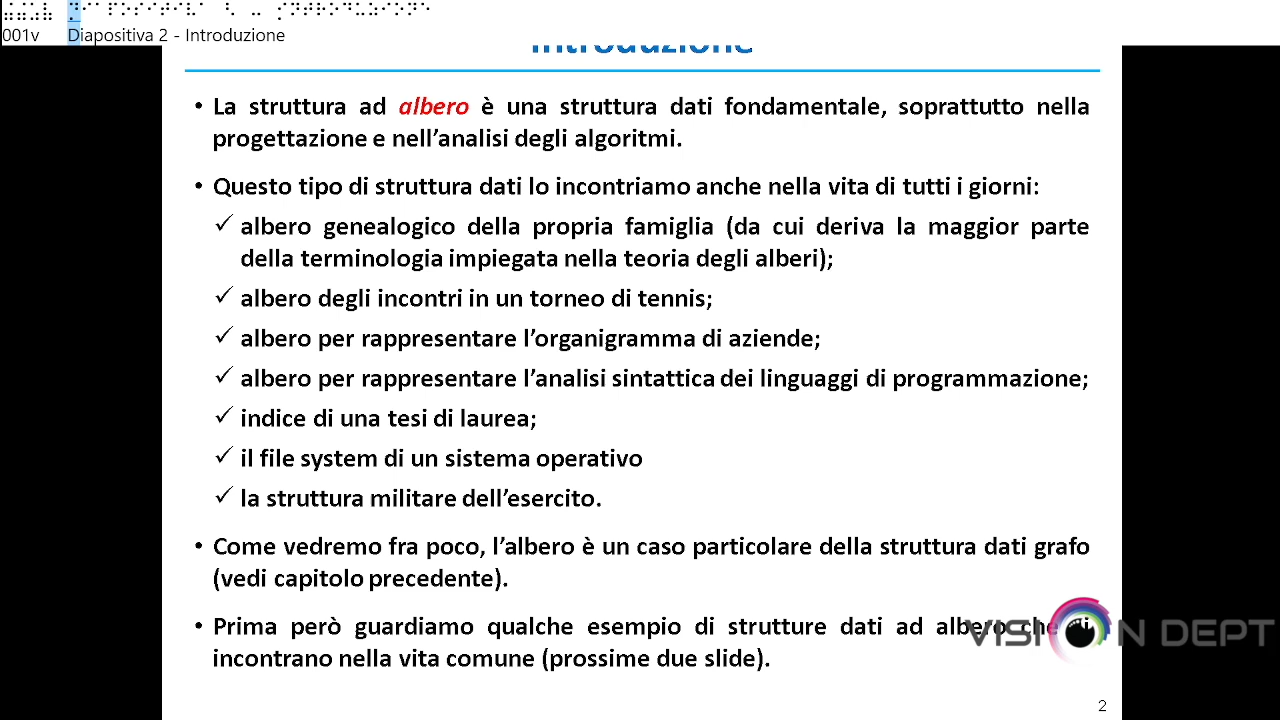 001v Diapositiva 2 - Introduzione
Introduzione
• La struttura ad albero è una struttura dati fondamentale, soprattutto nella
progettazione e nell’analisi degli algoritmi.
• Questo tipo di struttura dati lo incontriamo anche nella vita di tutti i giorni:
✓ albero genealogico della propria famiglia (da cui deriva la maggior parte
della terminologia impiegata nella teoria degli alberi);
✓ albero degli incontri in un torneo di tennis;
✓ albero per rappresentare l’organigramma di aziende;
✓ albero per rappresentare l’analisi sintattica dei linguaggi di programmazione;
✓ indice di una tesi di laurea;
✓ il file system di un sistema operativo
✓ la struttura militare dell’esercito.
• Come vedremo fra poco, l’albero è un caso particolare della struttura dati grafo
(vedi capitolo precedente).
• Prima però guardiamo qualche esempio di strutture dati ad albero che
incontrano nella vita comune (prossime due slide).
VISION DEPT
2